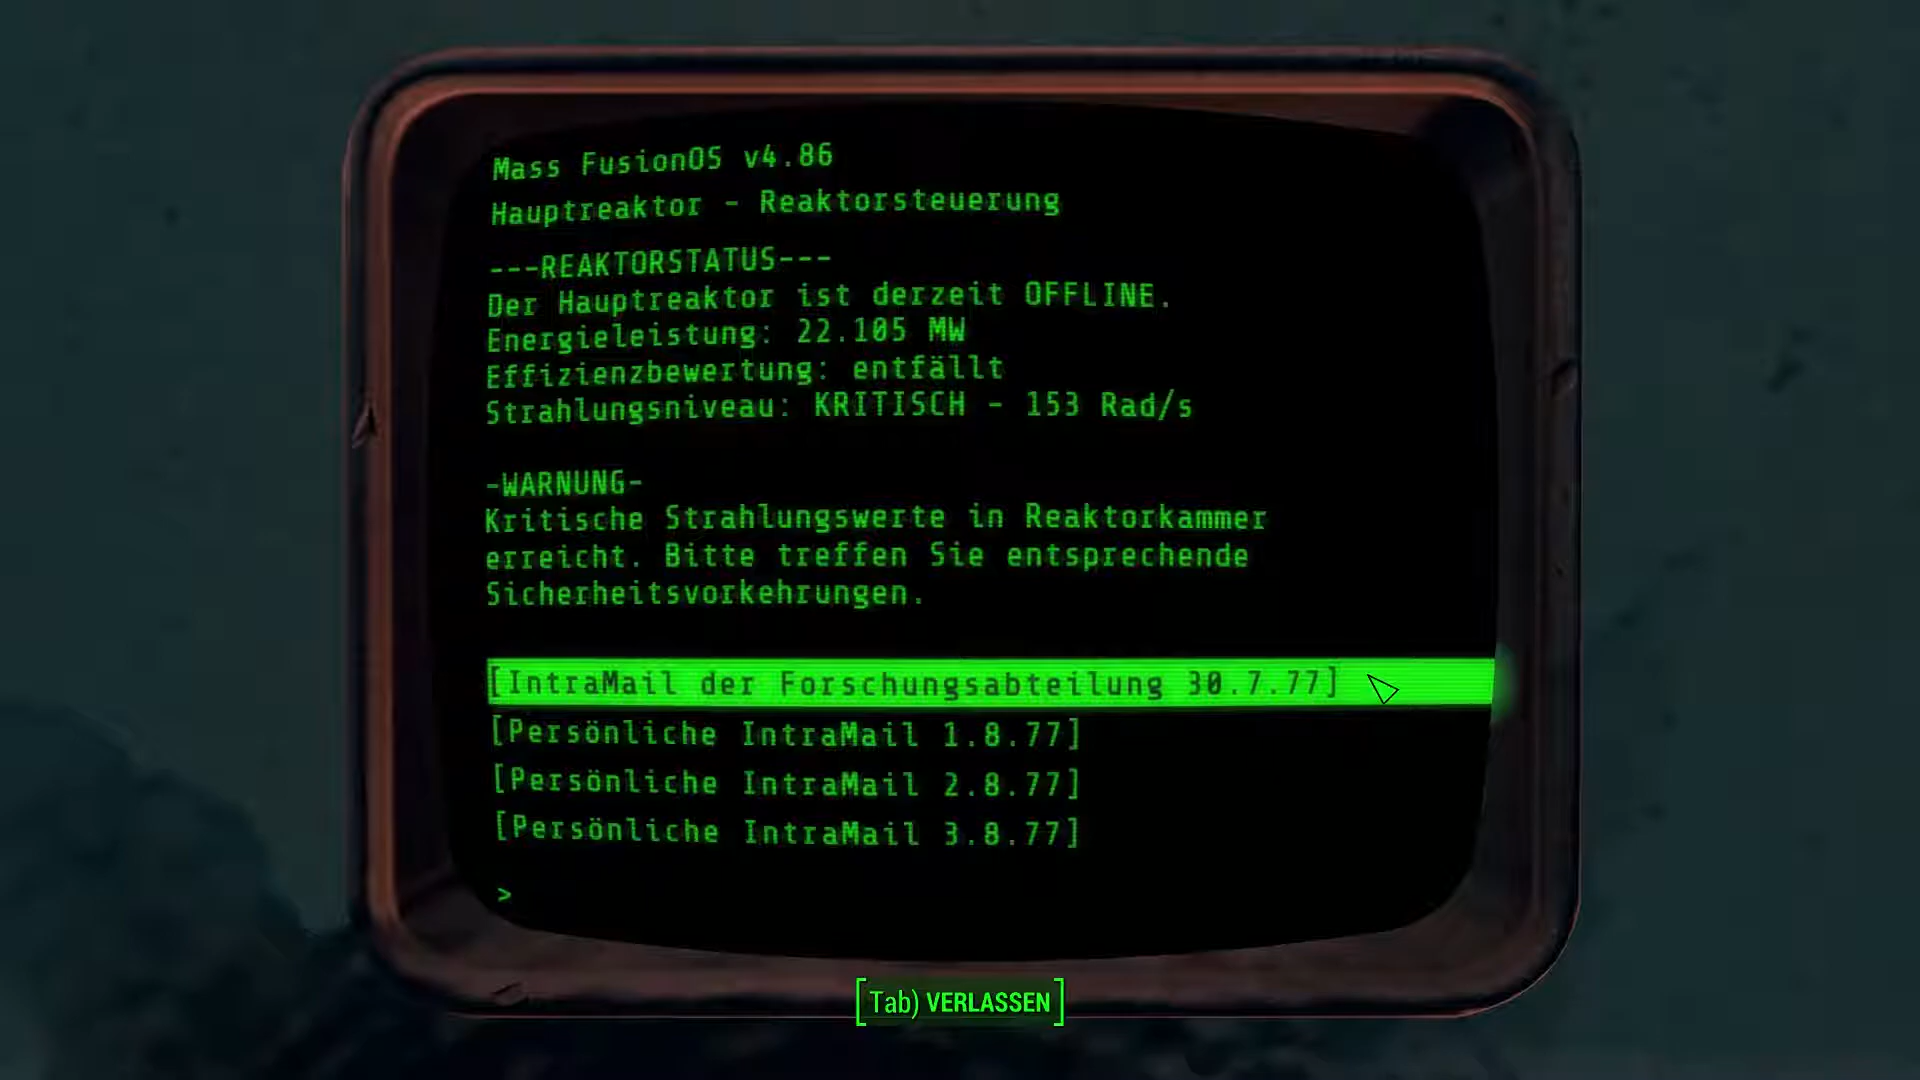 Mass FusionOS v4.86
Hauptreaktor - Reaktorsteuerung
---REAKTORSTATUS---
Der Hauptreaktor ist derzeit OFFLINE.
Energieleistung: 22.105 MW
Effizienzbewertung: entfällt
Strahlungsniveau: KRITISCH - 153 Rad/s
-WARNUNG-
Kritische Strahlungswerte in Reaktorkammer
erreicht. Bitte treffen Sie entsprechende
Sicherheitsvorkehrungen.
[IntraMail der Forschungsabteilung 30.7.77]
[Persönliche IntraMail 1.8.77]
[Persönliche IntraMail 2.8.77]
[Persönliche IntraMail 3.8.77]
>
[Tab) VERLASSEN]